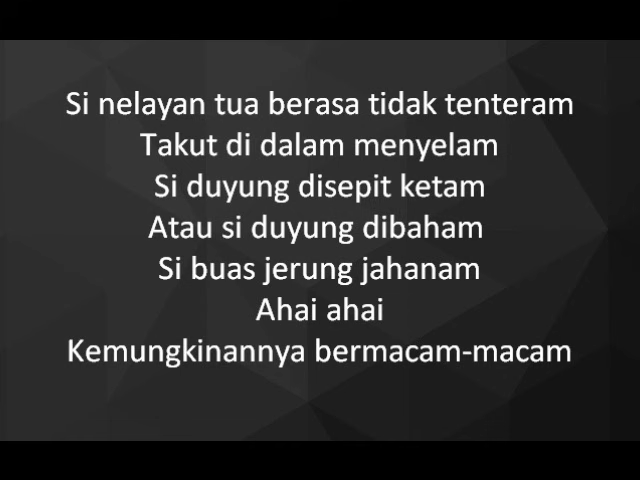 Si nelayan tua berasa tidak tenteram
Takut di dalam menyelam
Si duyung disepit ketam
Atau si duyung dibaham
Si buas jerung jahanam
Ahai ahai
Kemungkinannya bermacam-macam